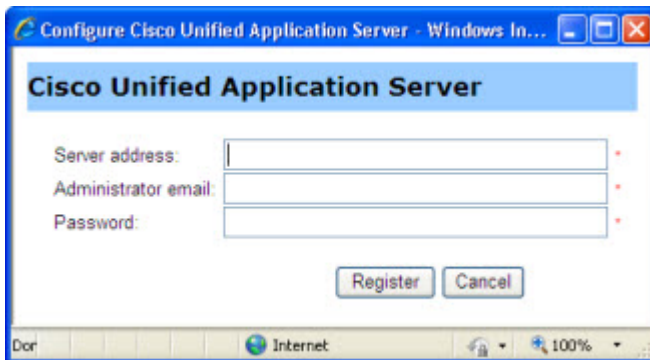 Configure Cisco Unified Application Server - Windows In...
Cisco Unified Application Server
Server address: *
Administrator email: *
Password: *
Register Cancel
Dor Internet 100%